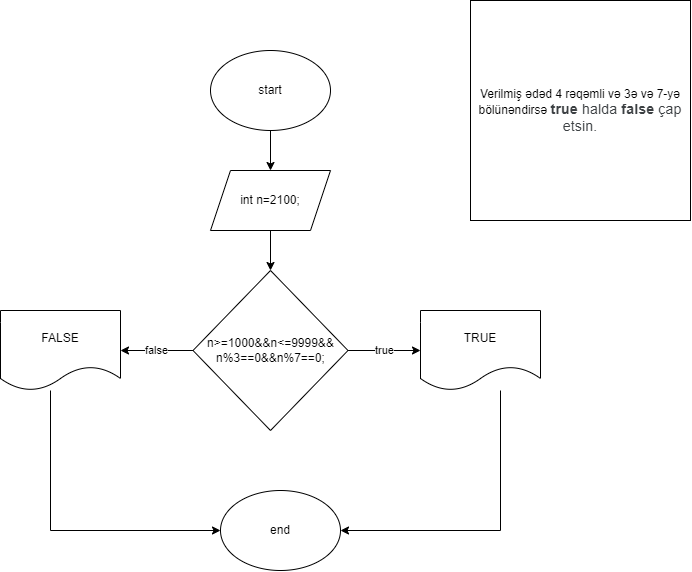 start
Verilmiş ədəd 4 rəqəmli və 3ə və 7-yə
bölünəndirsə true halda false çap
etsin.
int n=2100;
n>=1000&&n<=9999&&
n%3==0&&n%7==0;
FALSE
false
true
TRUE
end